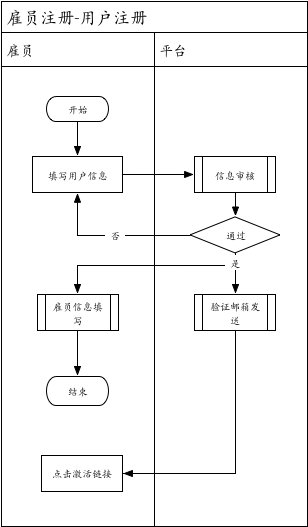 雇员注册-用户注册
雇员
平台
开始
填写用户信息
信息审核
通过
否
是
雇员信息填
写
验证邮箱发
送
结束
点击激活链接